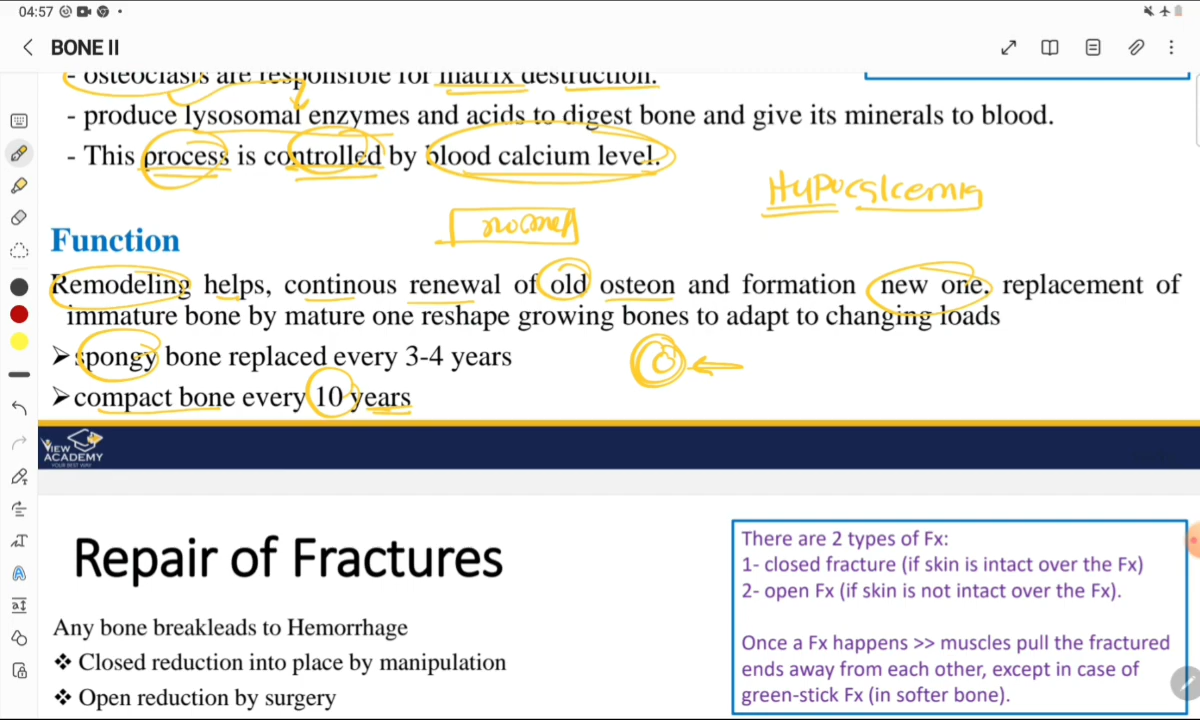 04:57
BONE II
- osteoclasts are responsible for matrix destruction.
- produce lysosomal enzymes and acids to digest bone and give its minerals to blood.
- This process is controlled by blood calcium level.
Hypocalcemia
normal
Function
Remodeling helps, continous renewal of old osteon and formation new one, replacement of
immature bone by mature one reshape growing bones to adapt to changing loads
➢spongy bone replaced every 3-4 years
➢compact bone every 10 years
VIEW
ACADEMY
YOUR BEST WAY
Repair of Fractures
Any bone breakleads to Hemorrhage
❖ Closed reduction into place by manipulation
❖ Open reduction by surgery
There are 2 types of Fx:
1- closed fracture (if skin is intact over the Fx)
2- open Fx (if skin is not intact over the Fx).
Once a Fx happens >> muscles pull the fractured
ends away from each other, except in case of
green-stick Fx (in softer bone).